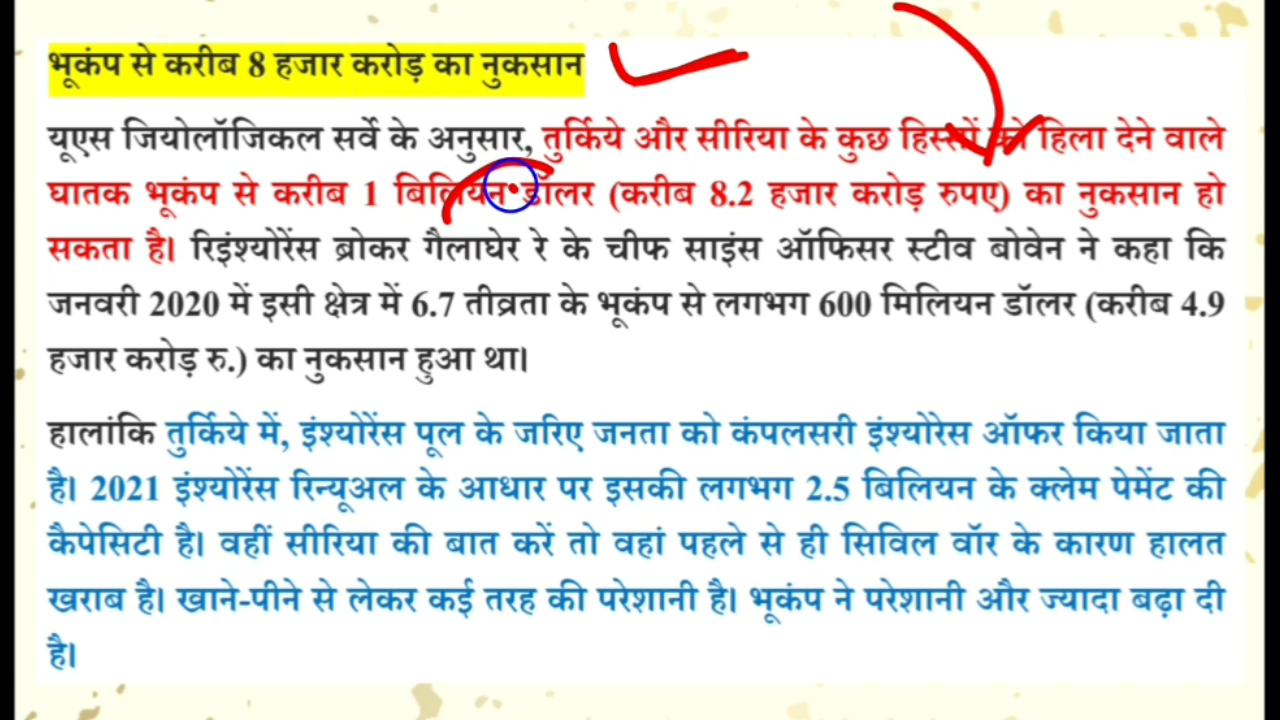 भूकंप से करीब 8 हजार करोड़ का नुकसान
यूएस जियोलॉजिकल सर्वे के अनुसार, तुर्किये और सीरिया के कुछ हिस्सों को हिला देने वाले
घातक भूकंप से करीब 1 बिलियन डॉलर (करीब 8.2 हजार करोड़ रुपए) का नुकसान हो
सकता है। रिइंश्योरेंस ब्रोकर गैलाघेर रे के चीफ साइंस ऑफिसर स्टीव बोवेन ने कहा कि
जनवरी 2020 में इसी क्षेत्र में 6.7 तीव्रता के भूकंप से लगभग 600 मिलियन डॉलर (करीब 4.9
हजार करोड़ रु.) का नुकसान हुआ था।
हालांकि तुर्किये में, इंश्योरेंस पूल के जरिए जनता को कंपलसरी इंश्योरेस ऑफर किया जाता
है। 2021 इंश्योरेंस रिन्यूअल के आधार पर इसकी लगभग 2.5 बिलियन के क्लेम पेमेंट की
कैपेसिटी है। वहीं सीरिया की बात करें तो वहां पहले से ही सिविल वॉर के कारण हालत
खराब है। खाने-पीने से लेकर कई तरह की परेशानी है। भूकंप ने परेशानी और ज्यादा बढ़ा दी
है।